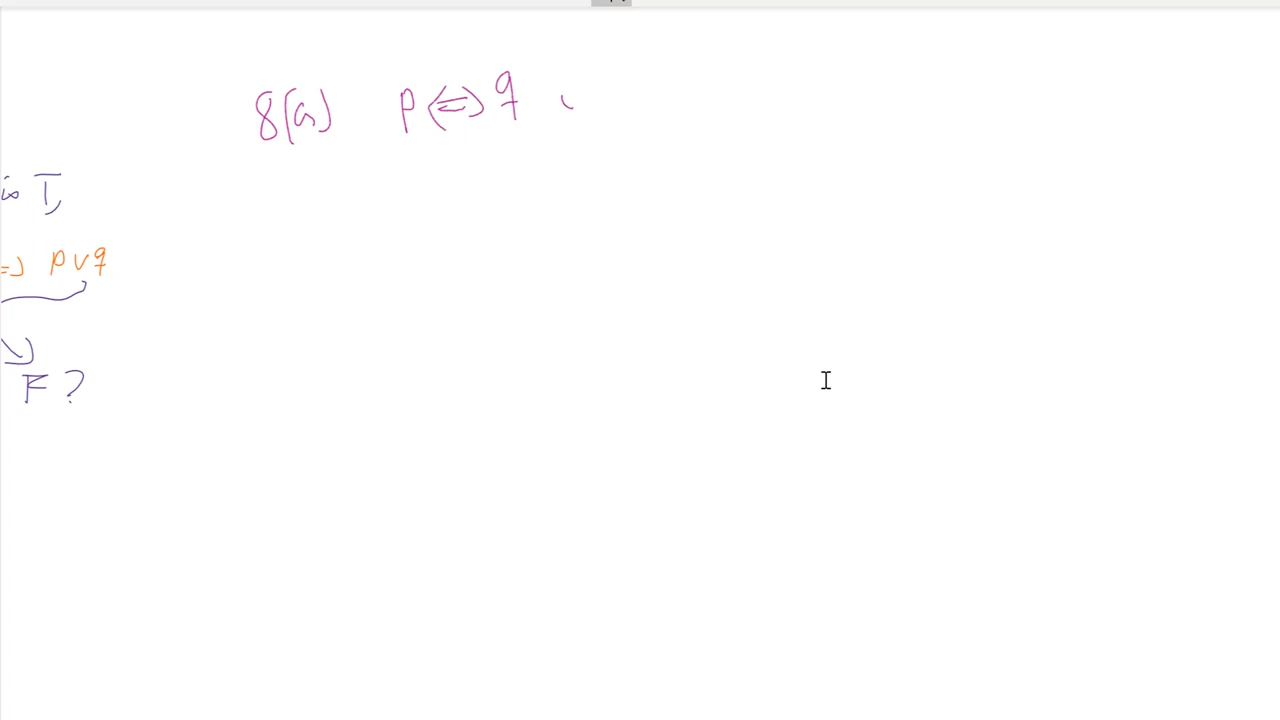 8(a) p ⇔ q
is T,
=> p ∨ q
F ?